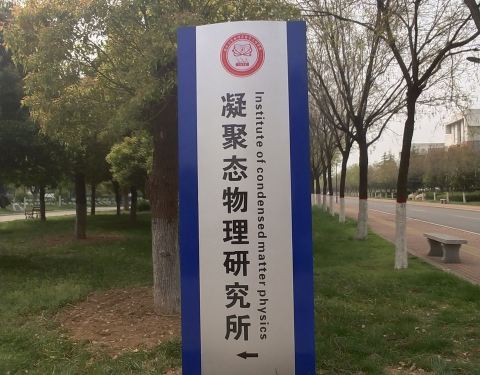 凝聚态物理研究所
Institute of condensed matter physics